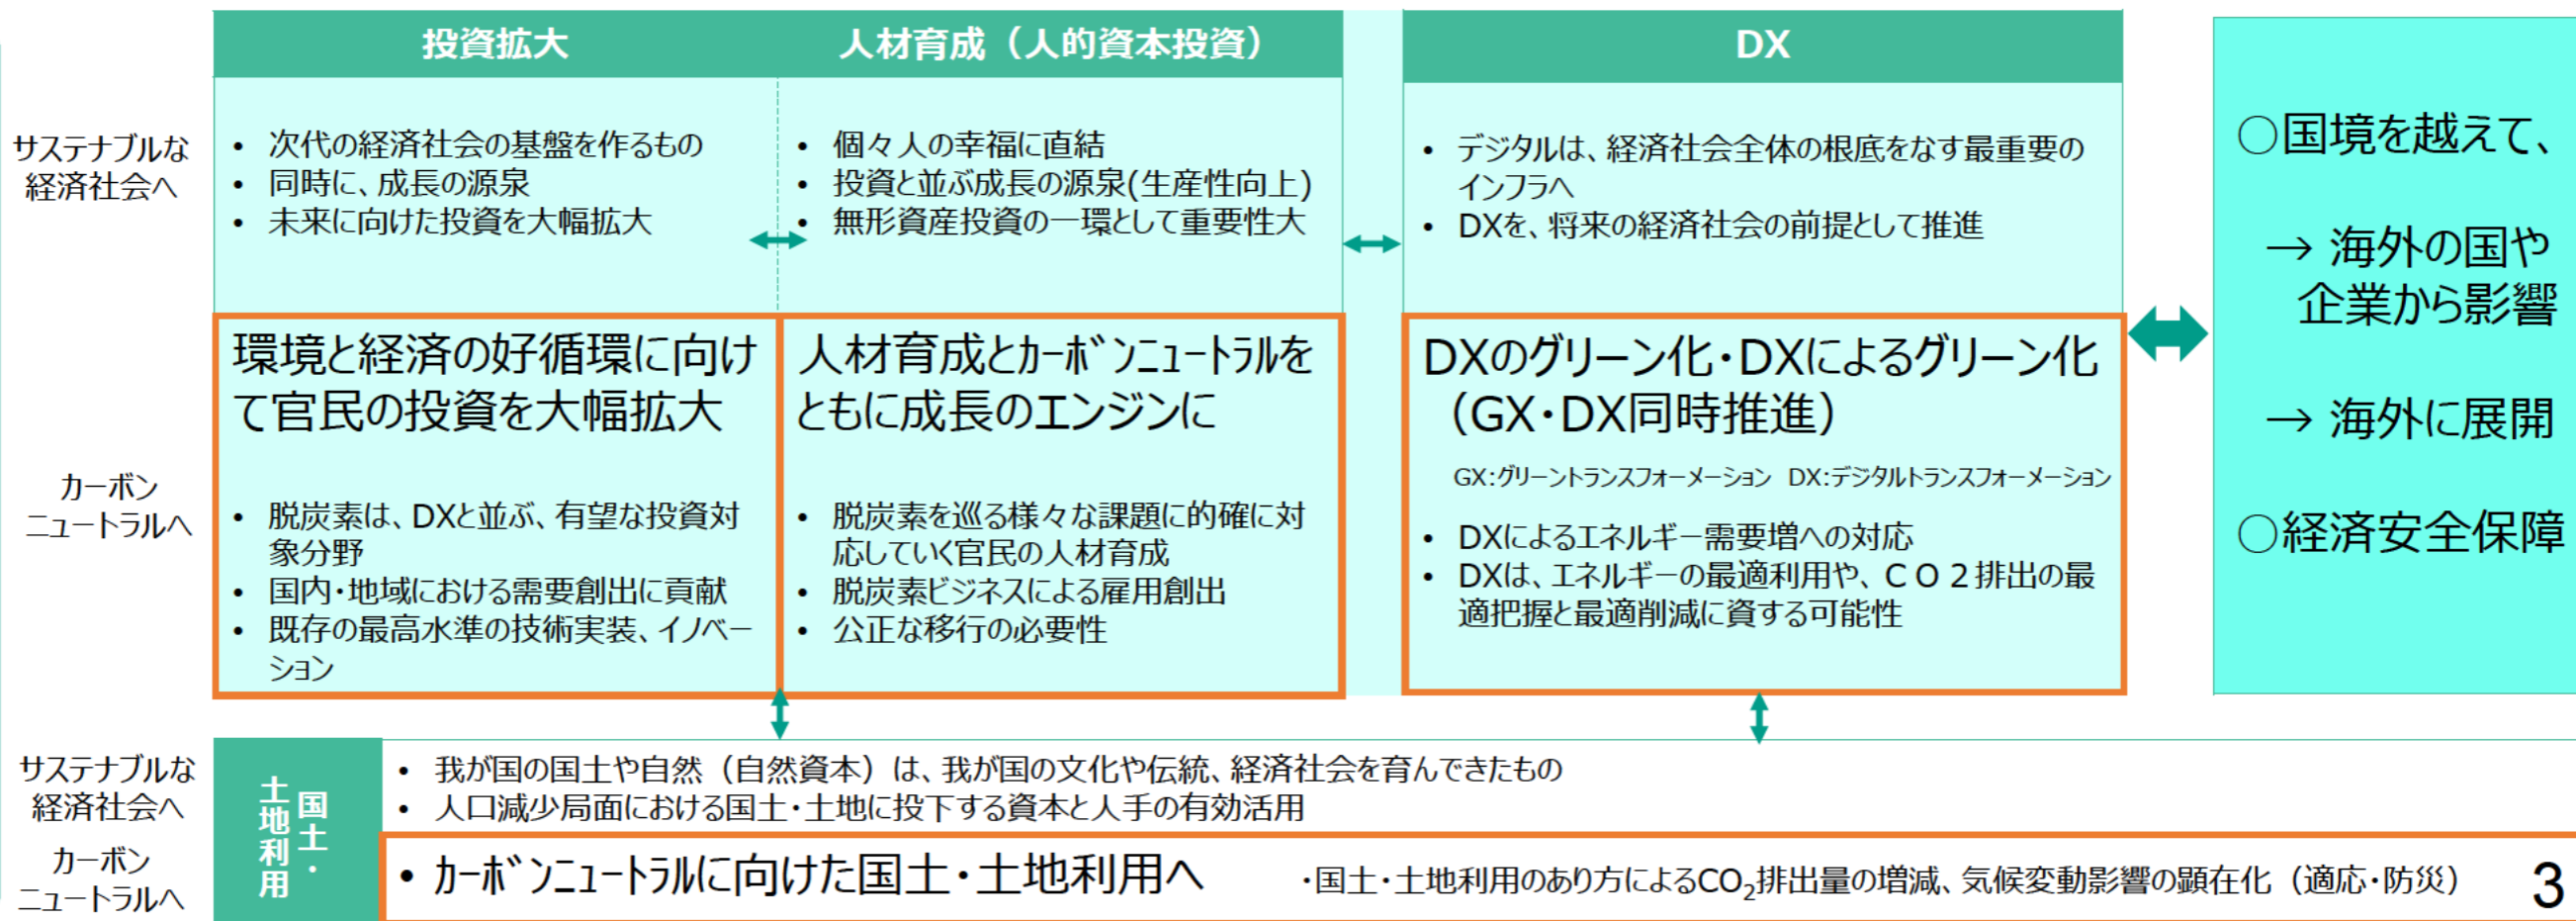 投資拡大
人材育成（人的資本投資）
DX
サステナブルな
経済社会へ
• 次代の経済社会の基盤を作るもの
• 同時に、成長の源泉
• 未来に向けた投資を大幅拡大
• 個々人の幸福に直結
• 投資と並ぶ成長の源泉(生産性向上)
• 無形資産投資の一環として重要性大
• デジタルは、経済社会全体の根底をなす最重要の
インフラへ
• DXを、将来の経済社会の前提として推進
カーボン
ニュートラルへ
環境と経済の好循環に向け
て官民の投資を大幅拡大
• 脱炭素は、DXと並ぶ、有望な投資対
象分野
• 国内・地域における需要創出に貢献
• 既存の最高水準の技術実装、イノベー
ション
人材育成とカーボンニュートラルを
ともに成長のエンジンに
• 脱炭素を巡る様々な課題に的確に対
応していく官民の人材育成
• 脱炭素ビジネスによる雇用創出
• 公正な移行の必要性
DXのグリーン化・DXによるグリーン化
（GX・DX同時推進）
GX：グリーントランスフォーメーション　DX：デジタルトランスフォーメーション
• DXによるエネルギー需要増への対応
• DXは、エネルギーの最適利用や、ＣＯ２排出の最
適把握と最適削減に資する可能性
○国境を越えて、
→ 海外の国や
企業から影響
→ 海外に展開
○経済安全保障
サステナブルな
経済社会へ
カーボン
ニュートラルへ
国土・
土地利用
• 我が国の国土や自然（自然資本）は、我が国の文化や伝統、経済社会を育んできたもの
• 人口減少局面における国土・土地に投下する資本と人手の有効活用
• カーボンニュートラルに向けた国土・土地利用へ
・国土・土地利用のあり方によるCO₂排出量の増減、気候変動影響の顕在化（適応・防災）
3